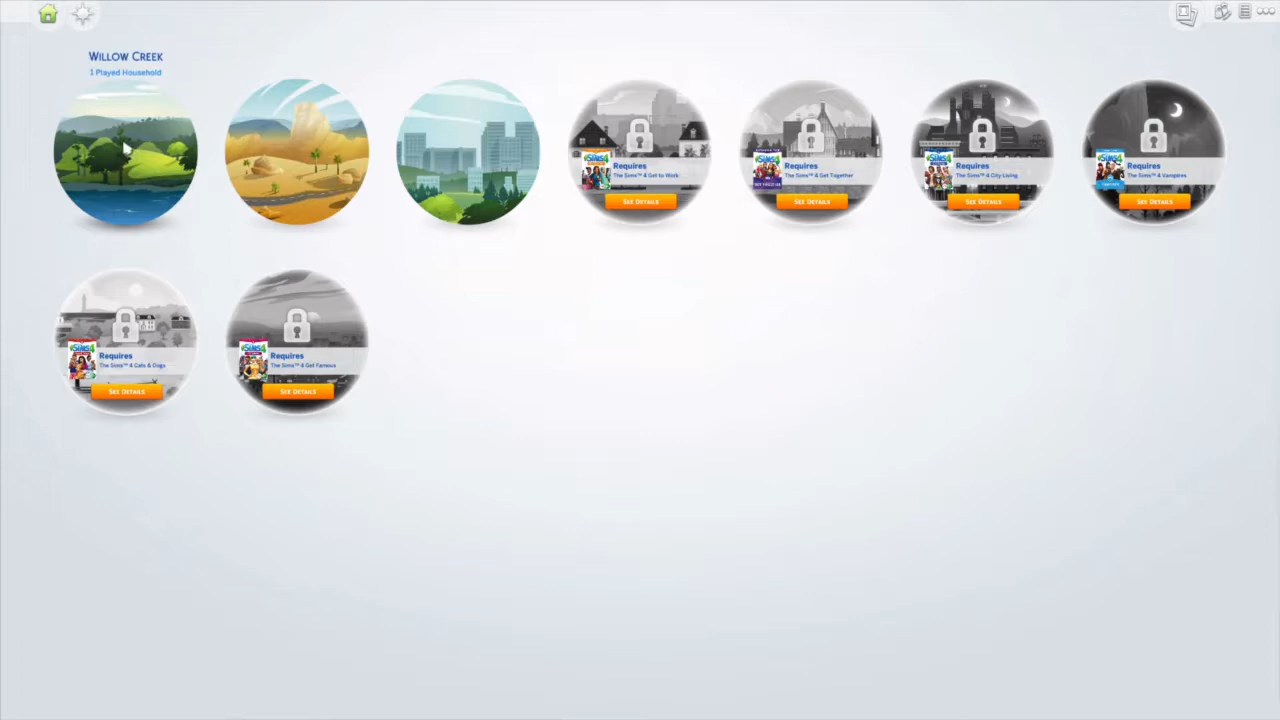 WILLOW CREEK
1 Played Household
Requires
The Sims™ 4 Get to Work
SEE DETAILS
Requires
The Sims™ 4 Get Together
SEE DETAILS
Requires
The Sims™ 4 City Living
SEE DETAILS
Requires
The Sims™ 4 Vampires
SEE DETAILS
Requires
The Sims™ 4 Cats & Dogs
SEE DETAILS
Requires
The Sims™ 4 Get Famous
SEE DETAILS